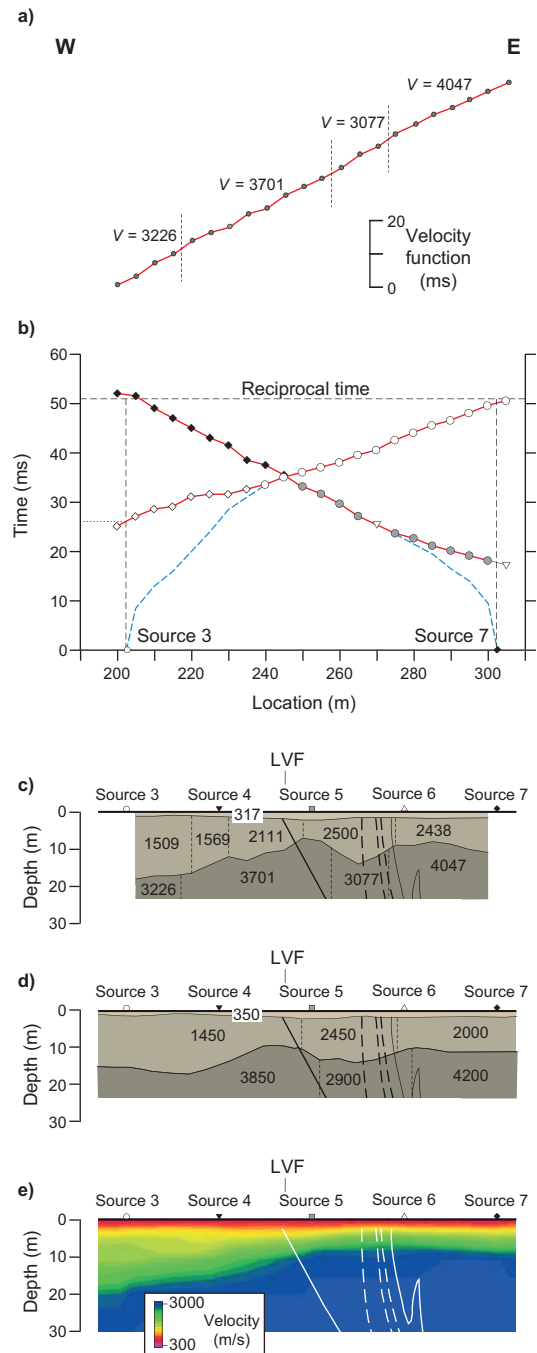 a)
W E
V = 4047
V = 3077
V = 3701
V = 3226
20
Velocity
function
(ms)
0
b)
60
50
40
30
20
10
0
Time (ms)
Reciprocal time
Source 3 Source 7
200 220 240 260 280 300
Location (m)
c)
LVF
Source 3 Source 4 Source 5 Source 6 Source 7
0
10
20
30
Depth (m)
317
1509 1569 2111 2500 2438
3226 3701 3077 4047
d)
LVF
Source 3 Source 4 Source 5 Source 6 Source 7
0
10
20
30
Depth (m)
350
1450 2450 2000
3850 2900 4200
e)
LVF
Source 3 Source 4 Source 5 Source 6 Source 7
0
10
20
30
Depth (m)
3000
Velocity
(m/s)
300